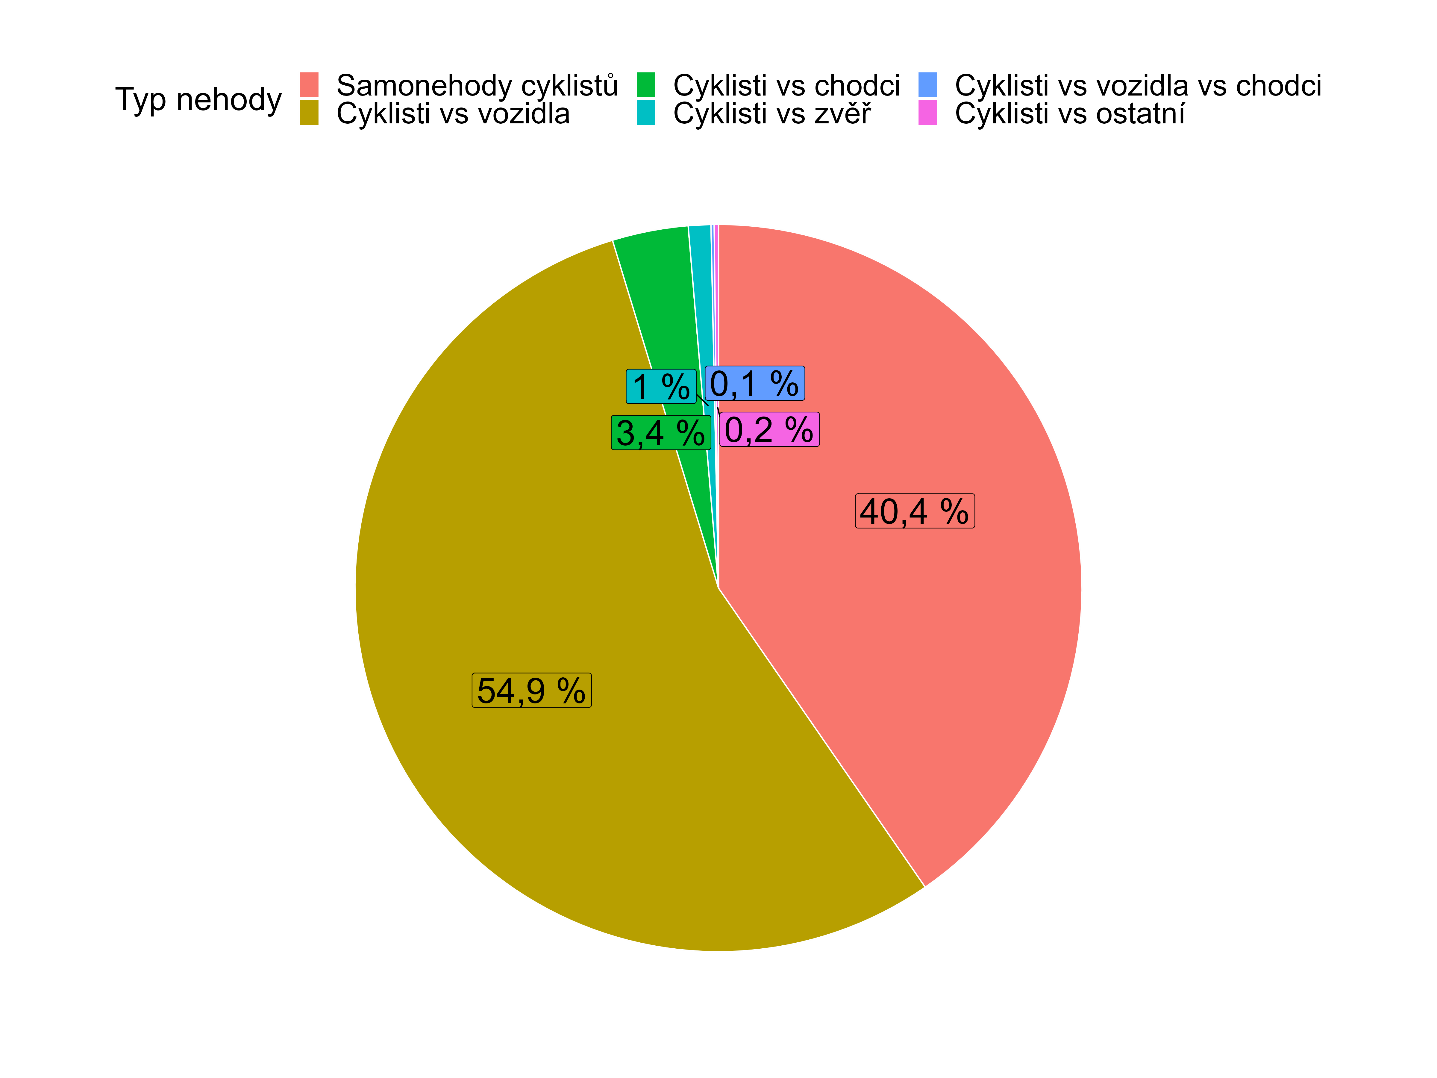 Typ nehody
Samonehody cyklistů
Cyklisti vs vozidla
Cyklisti vs chodci
Cyklisti vs zvěř
Cyklisti vs vozidla vs chodci
Cyklisti vs ostatní
1 %
0,1 %
3,4 %
0,2 %
40,4 %
54,9 %